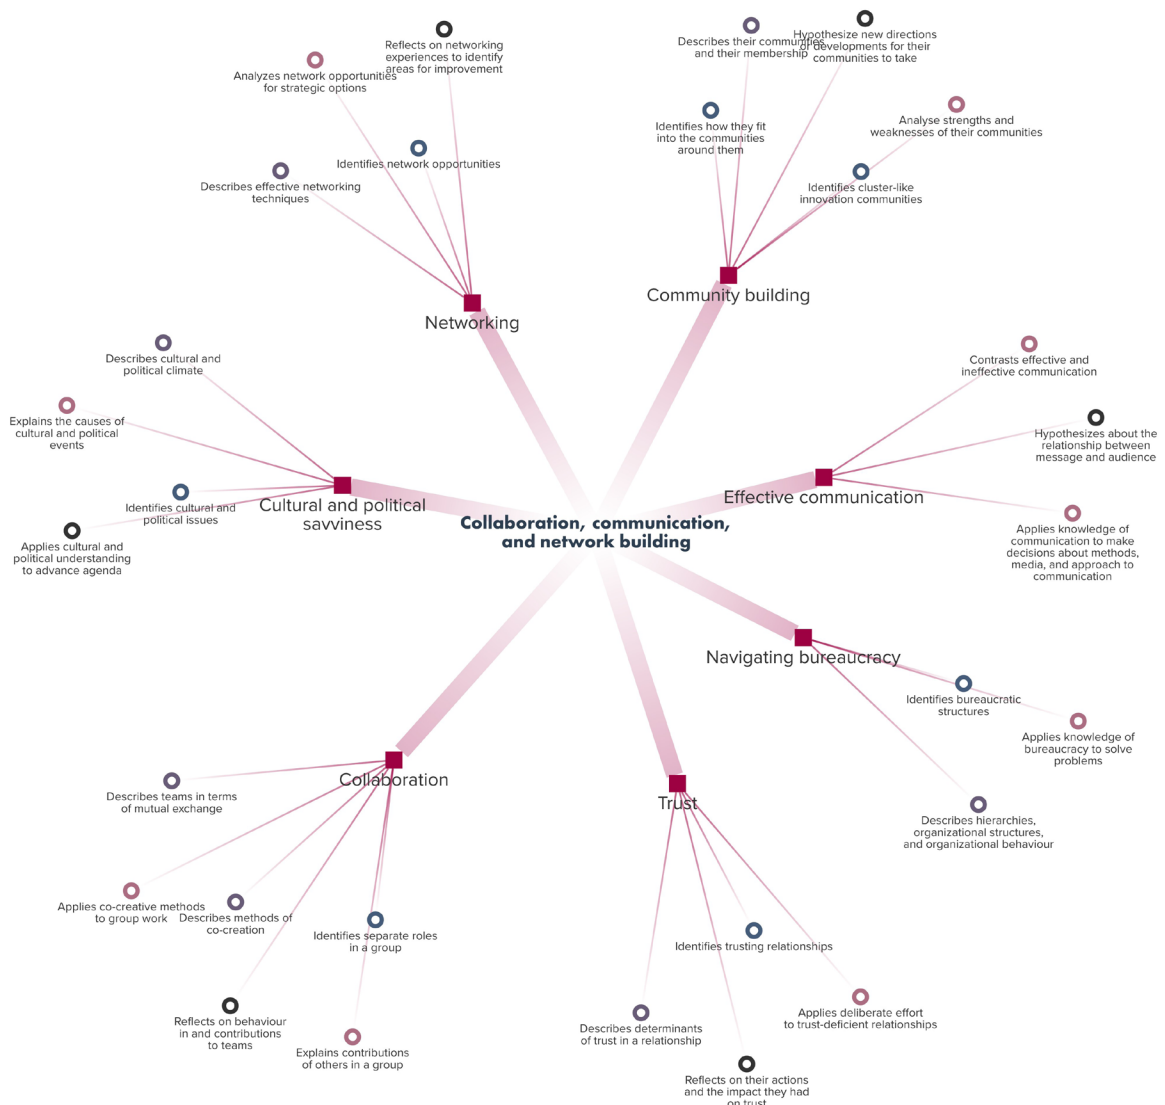 Reflects on networking
experiences to identify
areas for improvement
Analyzes network opportunities
for strategic options
Identifies network opportunities
Describes effective networking
techniques
Networking
Describes their communities
and their membership
Hypothesize new directions
or developments for their
communities to take
Identifies how they fit
into the communities
around them
Analyse strengths and
weaknesses of their communities
Identifies cluster-like
innovation communities
Community building
Describes cultural and
political climate
Explains the causes of
cultural and political
events
Identifies cultural and
political issues
Applies cultural and
political understanding
to advance agenda
Cultural and political
savviness
Contrasts effective and
ineffective communication
Hypothesizes about the
relationship between
message and audience
Applies knowledge of
communication to make
decisions about methods,
media, and approach to
communication
Effective communication
Collaboration, communication,
and network building
Navigating bureaucracy
Identifies bureaucratic
structures
Applies knowledge of
bureaucracy to solve
problems
Describes hierarchies,
organizational structures,
and organizational behaviour
Collaboration
Describes teams in terms
of mutual exchange
Applies co-creative methods
to group work
Describes methods of
co-creation
Identifies separate roles
in a group
Reflects on behaviour
in and contributions
to teams
Explains contributions
of others in a group
Trust
Identifies trusting relationships
Applies deliberate effort
to trust-deficient relationships
Describes determinants
of trust in a relationship
Reflects on their actions
and the impact they had
on trust